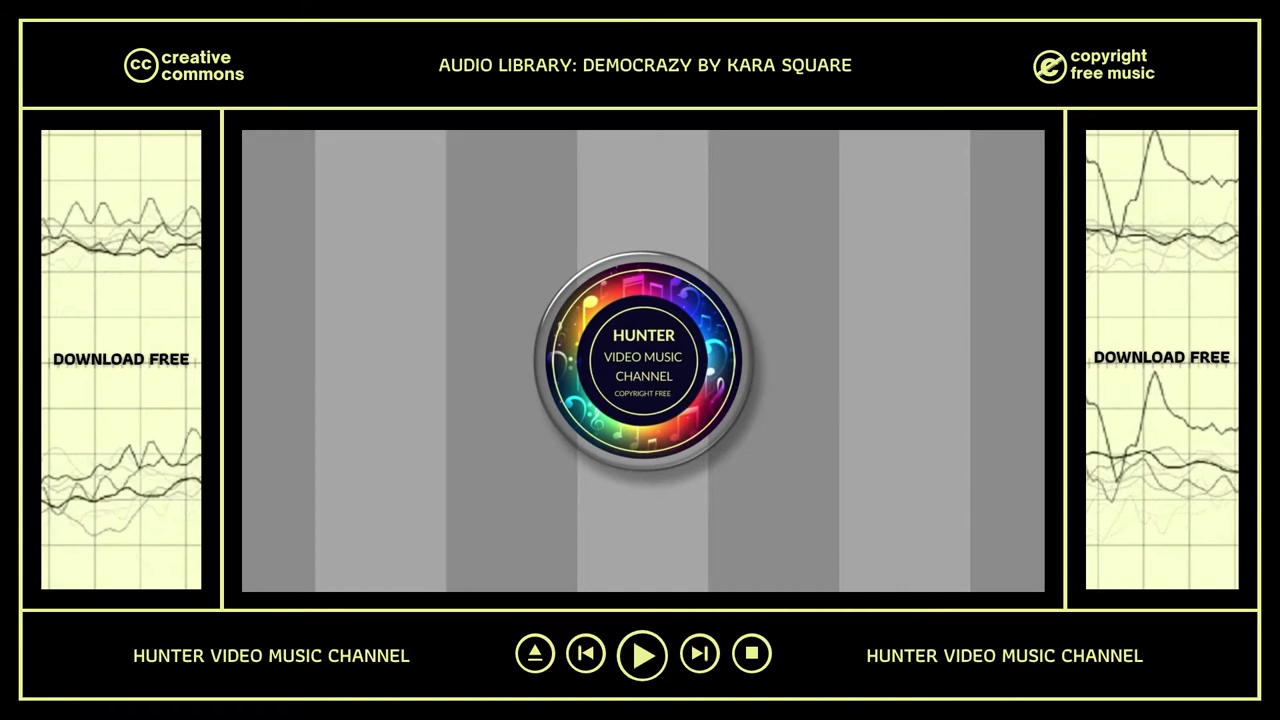 creative
commons
AUDIO LIBRARY: DEMOCRAZY BY KARA SQUARE
copyright
free music
DOWNLOAD FREE
HUNTER
VIDEO MUSIC
CHANNEL
COPYRIGHT FREE
DOWNLOAD FREE
HUNTER VIDEO MUSIC CHANNEL
HUNTER VIDEO MUSIC CHANNEL